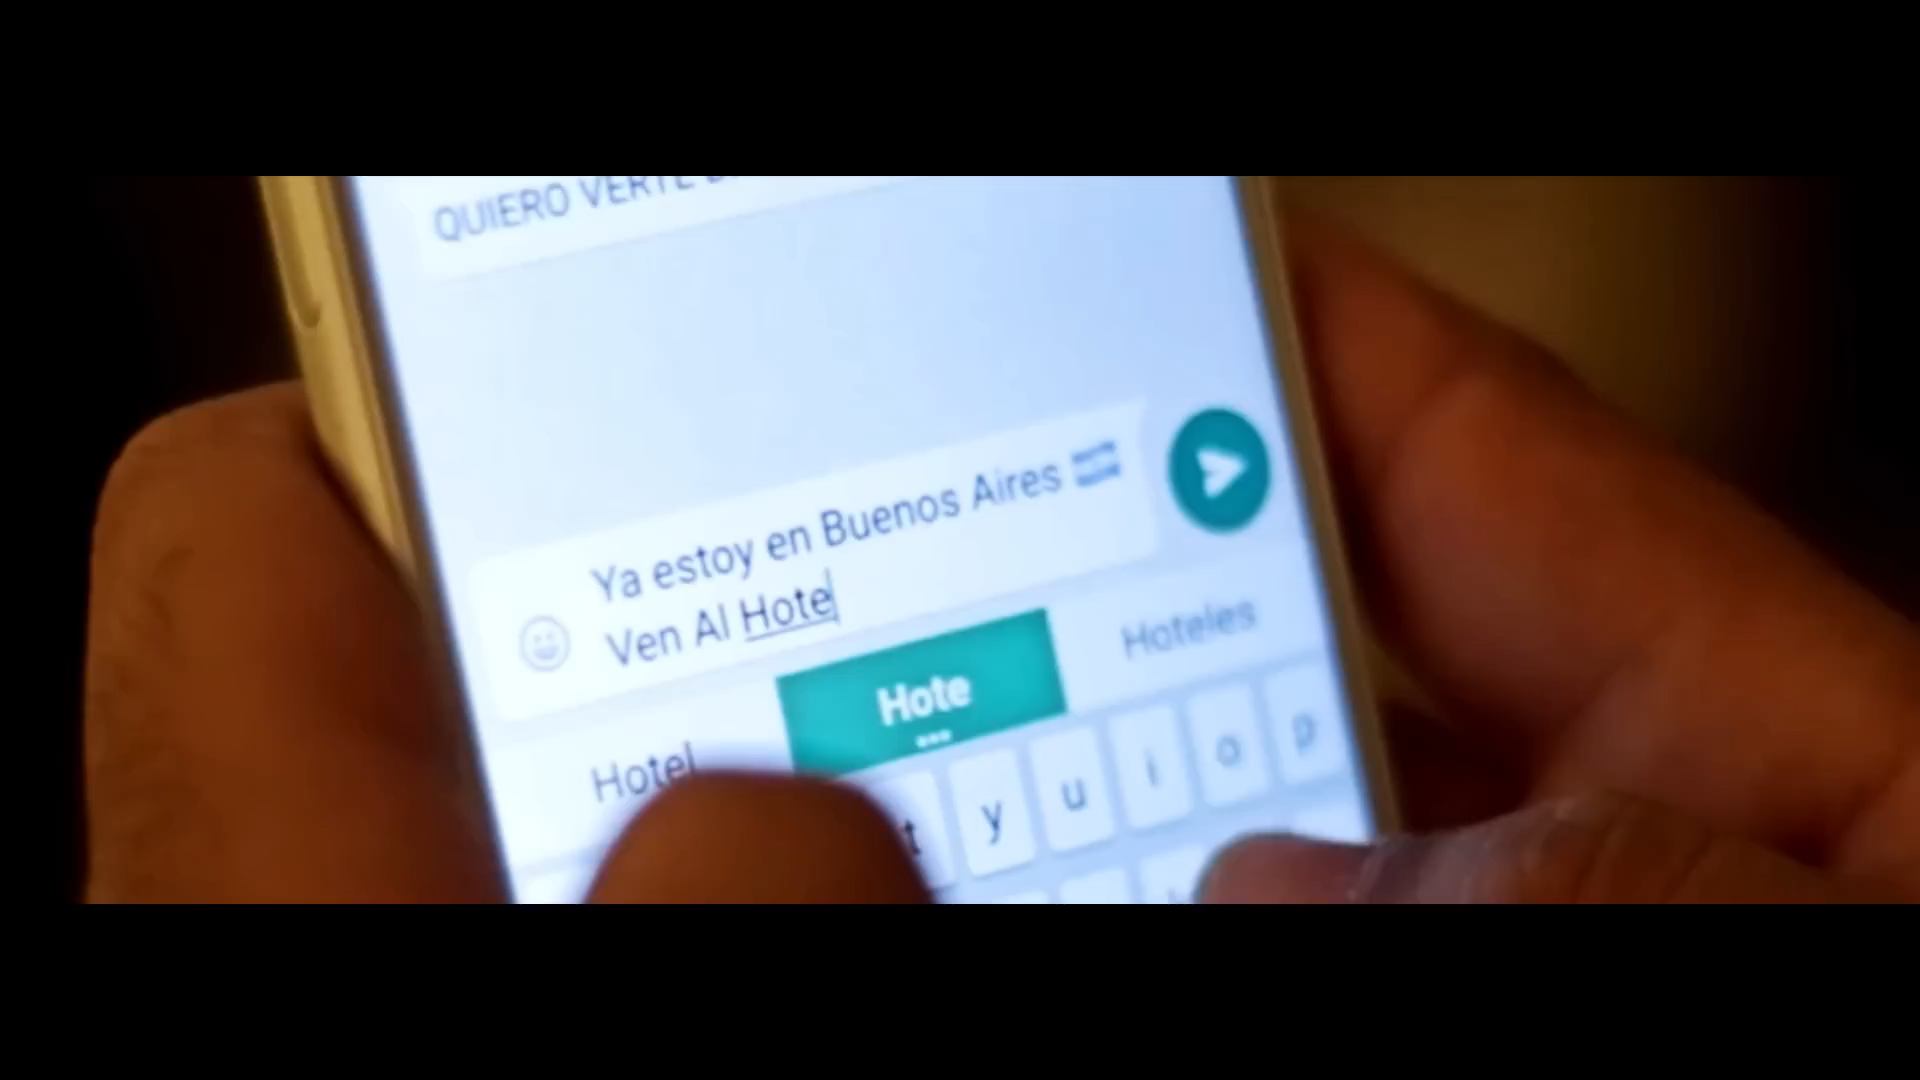 QUIERO VERTE
Ya estoy en Buenos Aires
Ven Al Hote
Hotel
Hote
Hoteles
t y u i o p